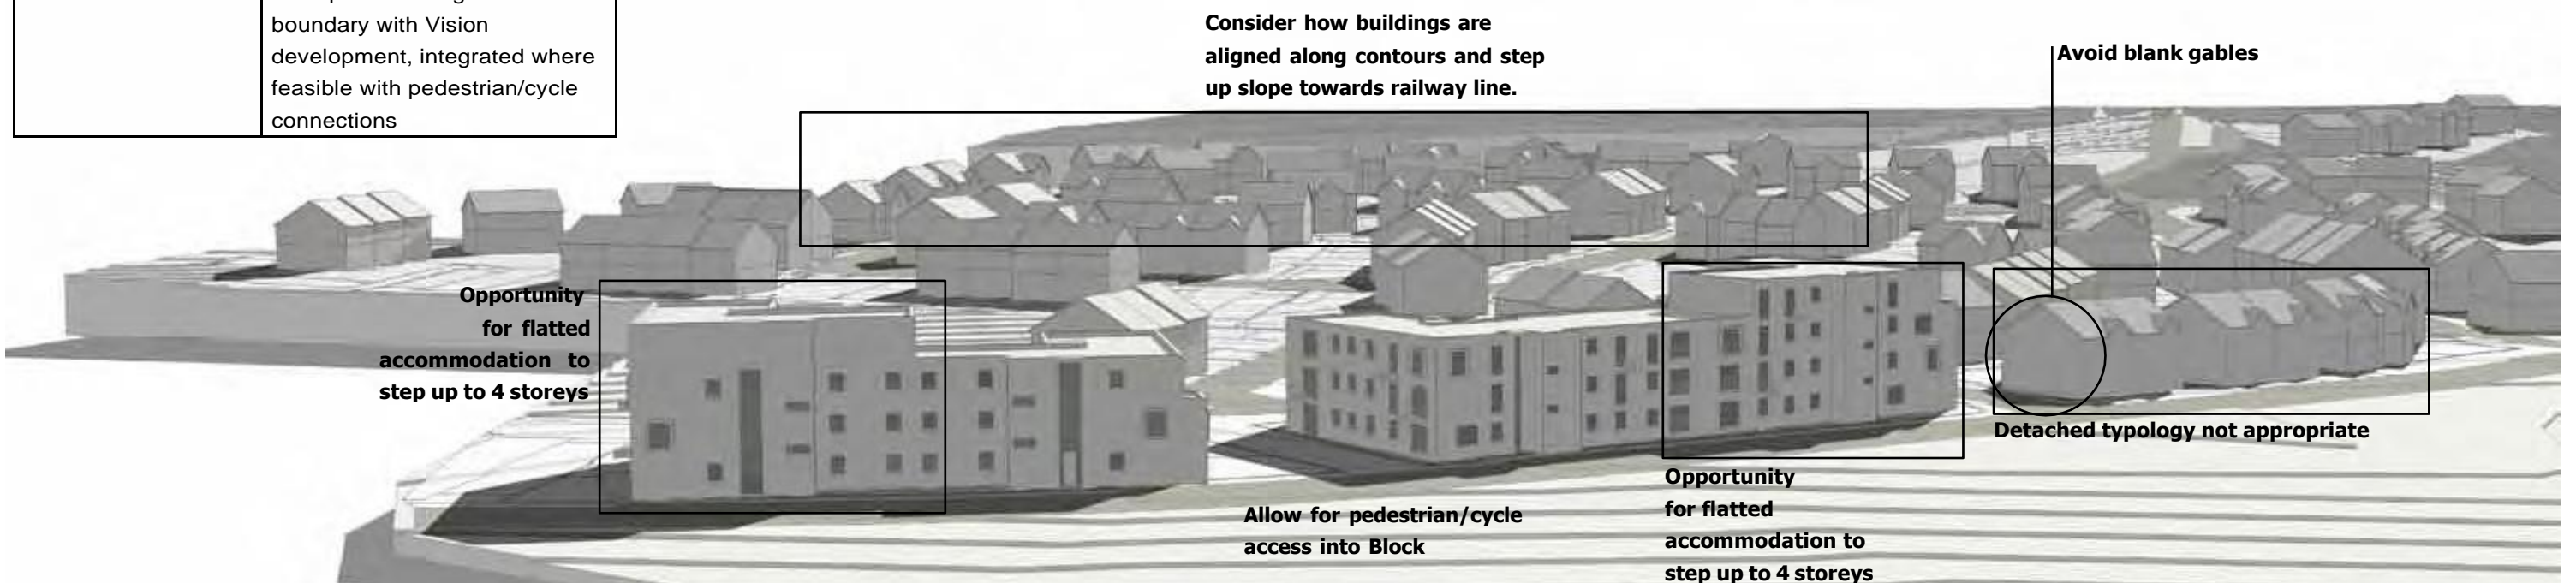 boundary with Vision
development, integrated where
feasible with pedestrian/cycle
connections
Consider how buildings are
aligned along contours and step
up slope towards railway line.
Avoid blank gables
Opportunity
for flatted
accommodation to
step up to 4 storeys
Detached typology not appropriate
Allow for pedestrian/cycle
access into Block
Opportunity
for flatted
accommodation to
step up to 4 storeys